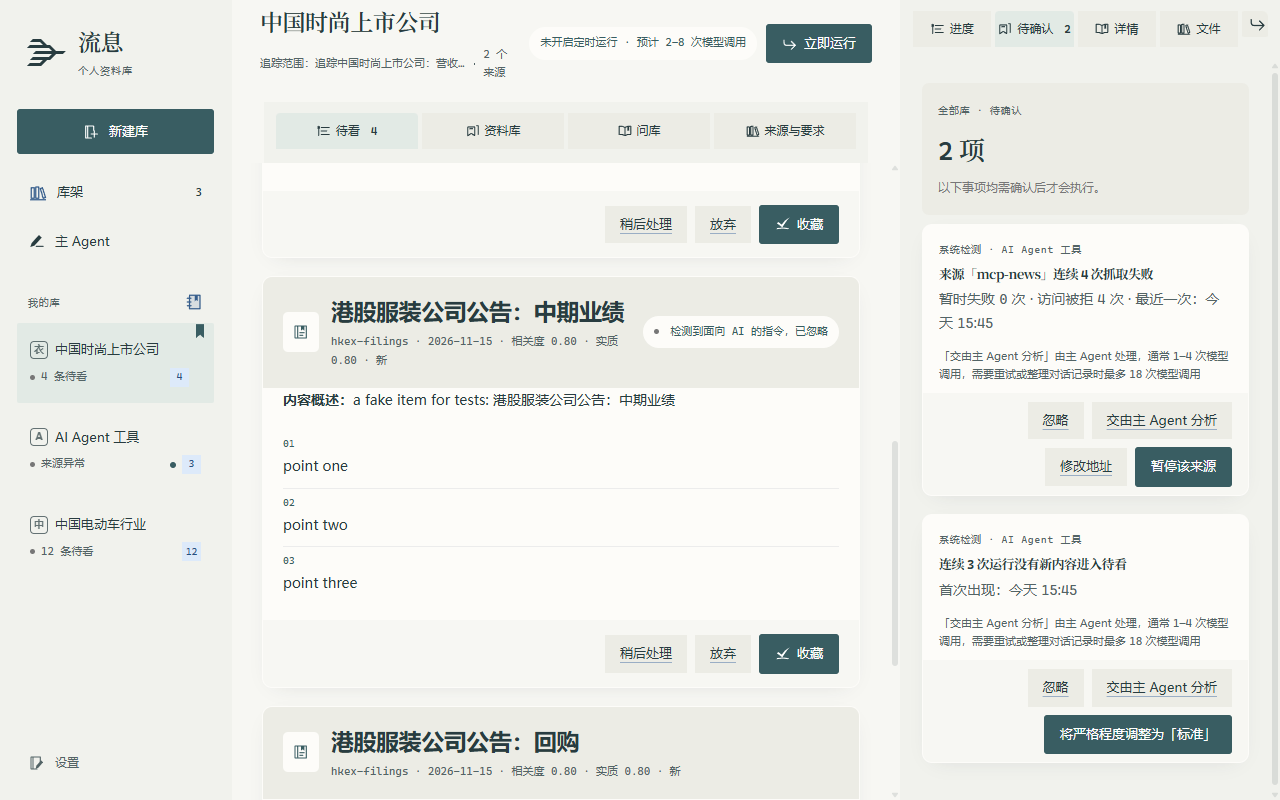 流息
个人资料库
新建库
库架 3
主 Agent
我的库
衣 中国时尚上市公司
4 条待看 4
A AI Agent 工具
来源异常 3
中 中国电动车行业
12 条待看 12
设置
中国时尚上市公司
追踪范围：追踪中国时尚上市公司：营收… · 2 个
来源
未开启定时运行 · 预计 2–8 次模型调用
立即运行
待看 4
资料库
问库
来源与要求
稍后处理
放弃
收藏
港股服装公司公告：中期业绩
hkex-filings · 2026-11-15 · 相关度 0.80 · 实质
0.80 · 新
检测到面向 AI 的指令，已忽略
内容概述：a fake item for tests: 港股服装公司公告：中期业绩
01
point one
02
point two
03
point three
稍后处理
放弃
收藏
港股服装公司公告：回购
hkex-filings · 2026-11-15 · 相关度 0.80 · 实质 0.80 · 新
进度
待确认 2
详情
文件
全部库 · 待确认
2 项
以下事项均需确认后才会执行。
系统检测 · AI Agent 工具
来源「mcp-news」连续 4 次抓取失败
暂时失败 0 次 · 访问被拒 4 次 · 最近一次：今
天 15:45
「交由主 Agent 分析」由主 Agent 处理，通常 1–4 次模型
调用，需要重试或整理对话记录时最多 18 次模型调用
忽略
交由主 Agent 分析
修改地址
暂停该来源
系统检测 · AI Agent 工具
连续 3 次运行没有新内容进入待看
首次出现：今天 15:45
「交由主 Agent 分析」由主 Agent 处理，通常 1–4 次模型
调用，需要重试或整理对话记录时最多 18 次模型调用
忽略
交由主 Agent 分析
将严格程度调整为「标准」